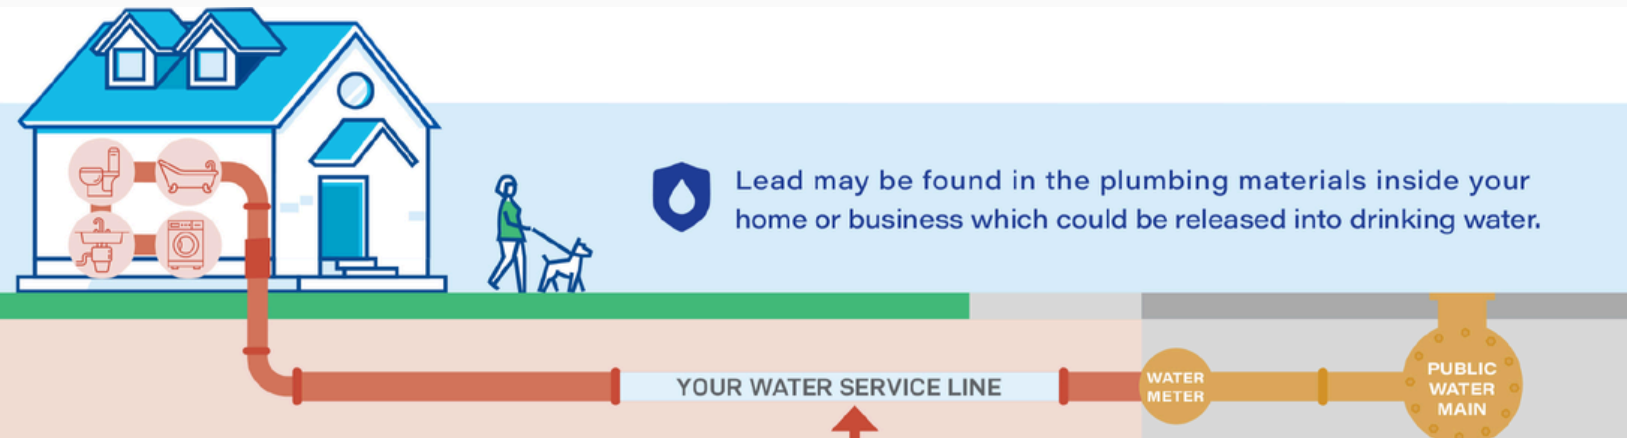 Lead may be found in the plumbing materials inside your
home or business which could be released into drinking water.
YOUR WATER SERVICE LINE
WATER
METER
PUBLIC
WATER
MAIN